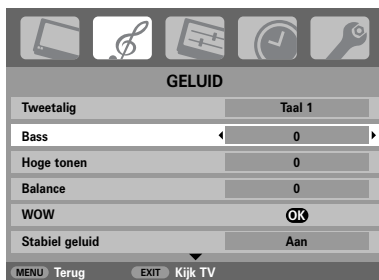 GELUID
Tweetalig Taal 1
Bass 0
Hoge tonen 0
Balance 0
WOW OK
Stabiel geluid Aan
MENU Terug EXIT Kijk TV